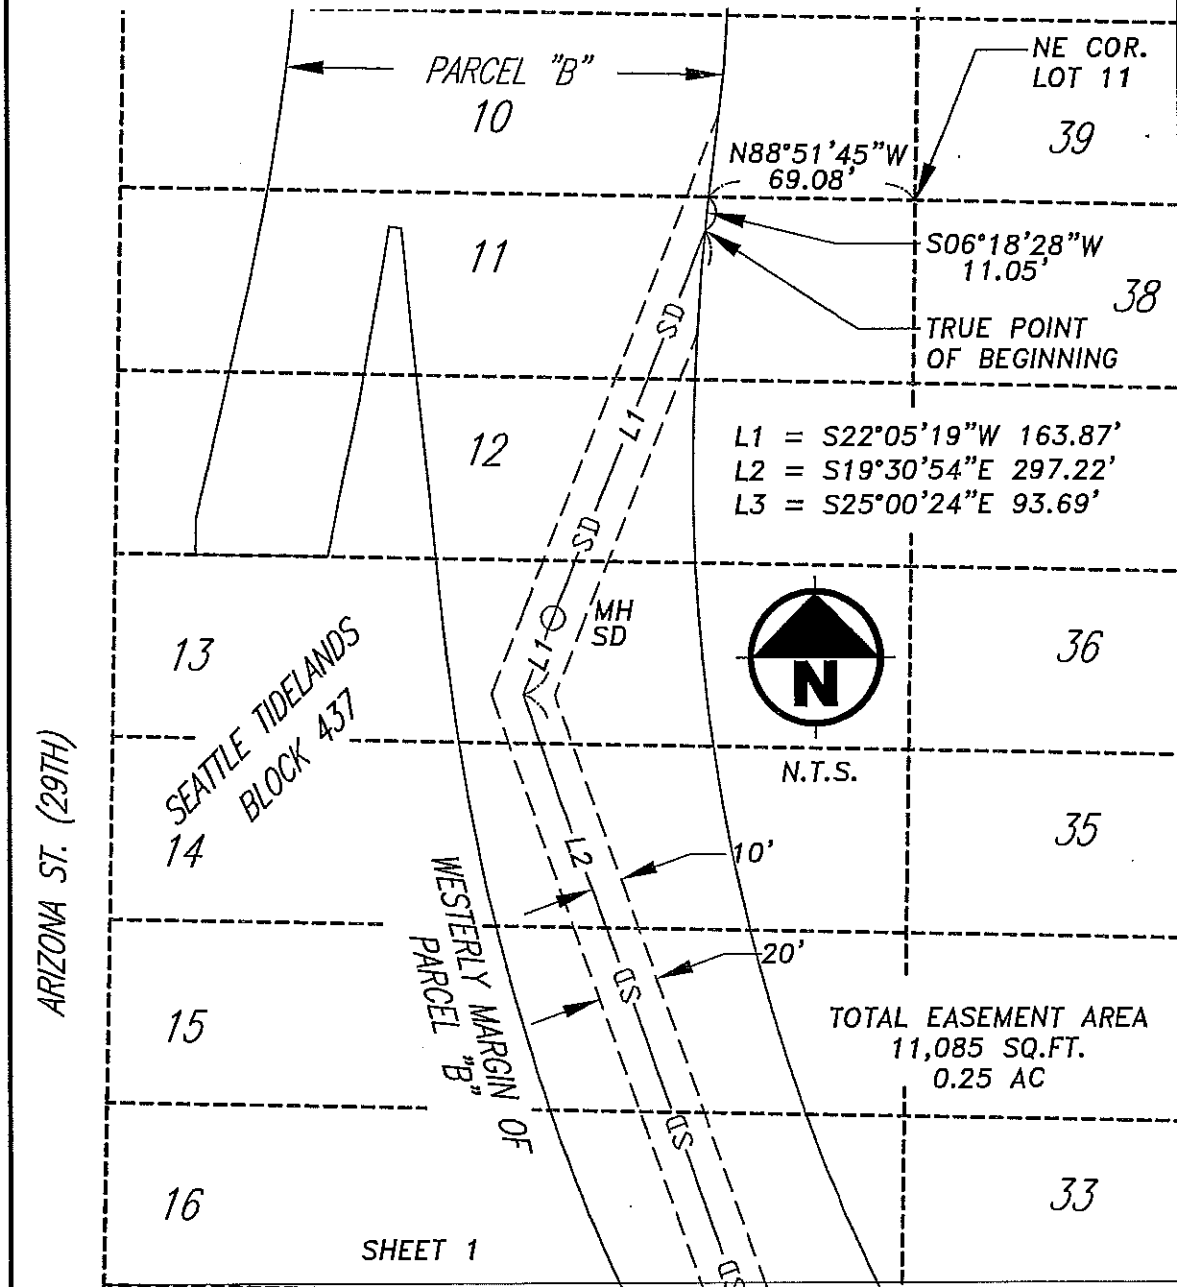 PARCEL "B"
10
NE COR.
LOT 11
39
N88°51'45"W
69.08'
11
S06°18'28"W
11.05'
38
SD
TRUE POINT
OF BEGINNING
12
L1
L1 = S22°05'19"W 163.87'
L2 = S19°30'54"E 297.22'
L3 = S25°00'24"E 93.69'
SD
MH
SD
13
L1
36
N
SEATTLE TIDELANDS
BLOCK 437
N.T.S.
ARIZONA ST. (29TH)
14
L2
10'
35
WESTERLY MARGIN OF
PARCEL "B"
20'
SD
15
TOTAL EASEMENT AREA
11,085 SQ.FT.
0.25 AC
SD
16
33
SHEET 1
SD